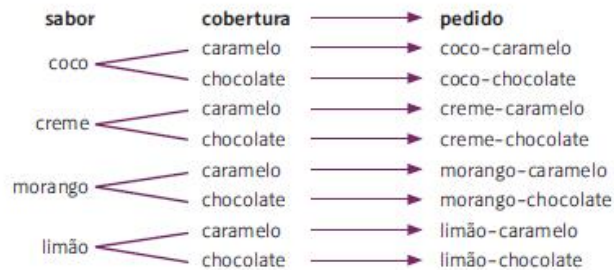 sabor cobertura pedido
caramelo coco-caramelo
coco
chocolate coco-chocolate
caramelo creme-caramelo
creme
chocolate creme-chocolate
caramelo morango-caramelo
morango
chocolate morango-chocolate
caramelo limão-caramelo
limão
chocolate limão-chocolate